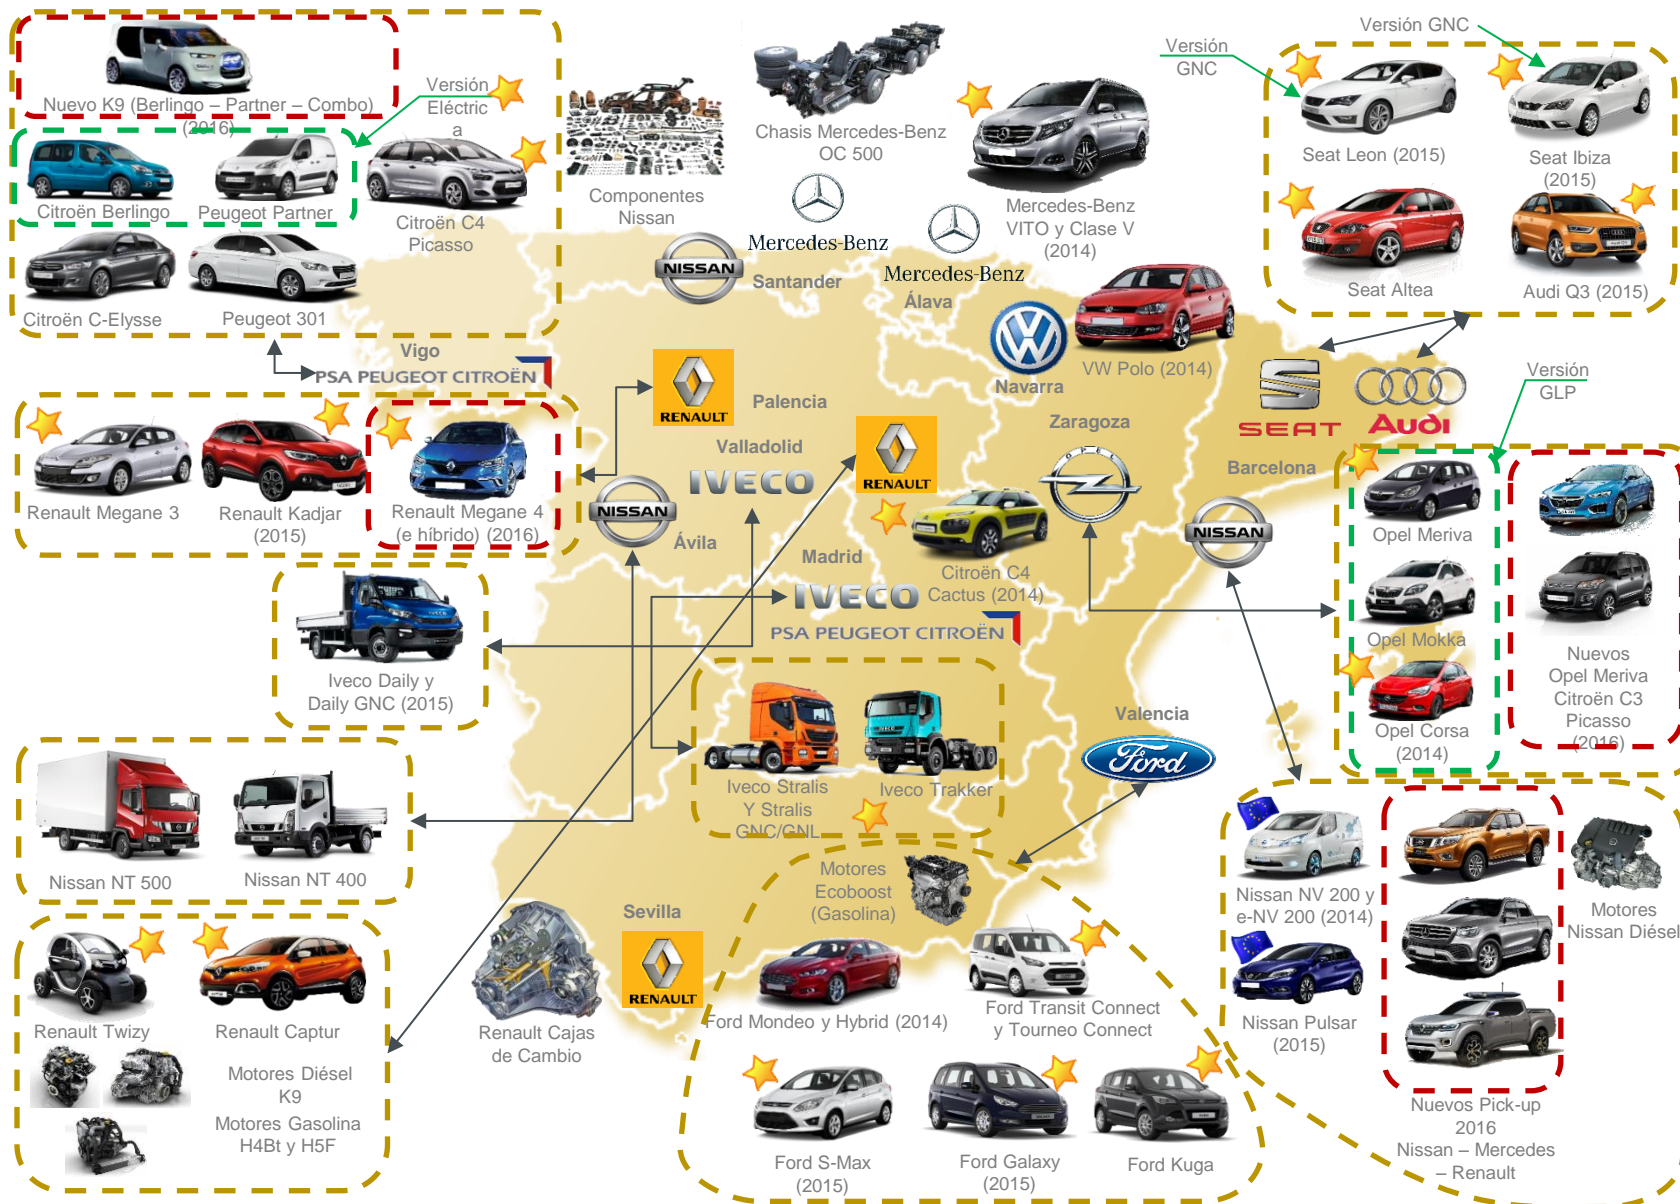 Nuevo K9 (Berlingo – Partner – Combo)
(2016)
Versión
Eléctric
a
Citroën Berlingo
Peugeot Partner
Citroën C4
Picasso
Citroën C-Elysse
Peugeot 301
Vigo
PSA PEUGEOT CITROËN
Componentes
Nissan
NISSAN
Chasis Mercedes-Benz
OC 500
Mercedes-Benz
Santander
Mercedes-Benz
VITO y Clase V
(2014)
Mercedes-Benz
Álava
Navarra
VW Polo (2014)
Versión
GNC
Versión GNC
Seat Leon (2015)
Seat Ibiza
(2015)
Seat Altea
Audi Q3 (2015)
SEAT
Audi
Barcelona
Versión
GLP
Renault Megane 3
Renault Kadjar
(2015)
Renault Megane 4
(e híbrido) (2016)
RENAULT
Palencia
Valladolid
IVECO
RENAULT
NISSAN
Ávila
Madrid
IVECO
PSA PEUGEOT CITROËN
Citroën C4
Cactus (2014)
Zaragoza
OPEL
NISSAN
Opel Meriva
Opel Mokka
Opel Corsa
(2014)
Nuevos
Opel Meriva
Citroën C3
Picasso
(2016)
Iveco Daily y
Daily GNC (2015)
Iveco Stralis
Y Stralis
GNC/GNL
Iveco Trakker
Valencia
Ford
Nissan NT 500
Nissan NT 400
Motores
Ecoboost
(Gasolina)
Nissan NV 200 y
e-NV 200 (2014)
Nissan Pulsar
(2015)
Motores
Nissan Diésel
Nuevos Pick-up
2016
Nissan – Mercedes
– Renault
Renault Twizy
Renault Captur
Motores Diésel
K9
Motores Gasolina
H4Bt y H5F
Renault Cajas
de Cambio
Sevilla
RENAULT
Ford Mondeo y Hybrid (2014)
Ford Transit Connect
y Tourneo Connect
Ford S-Max
(2015)
Ford Galaxy
(2015)
Ford Kuga